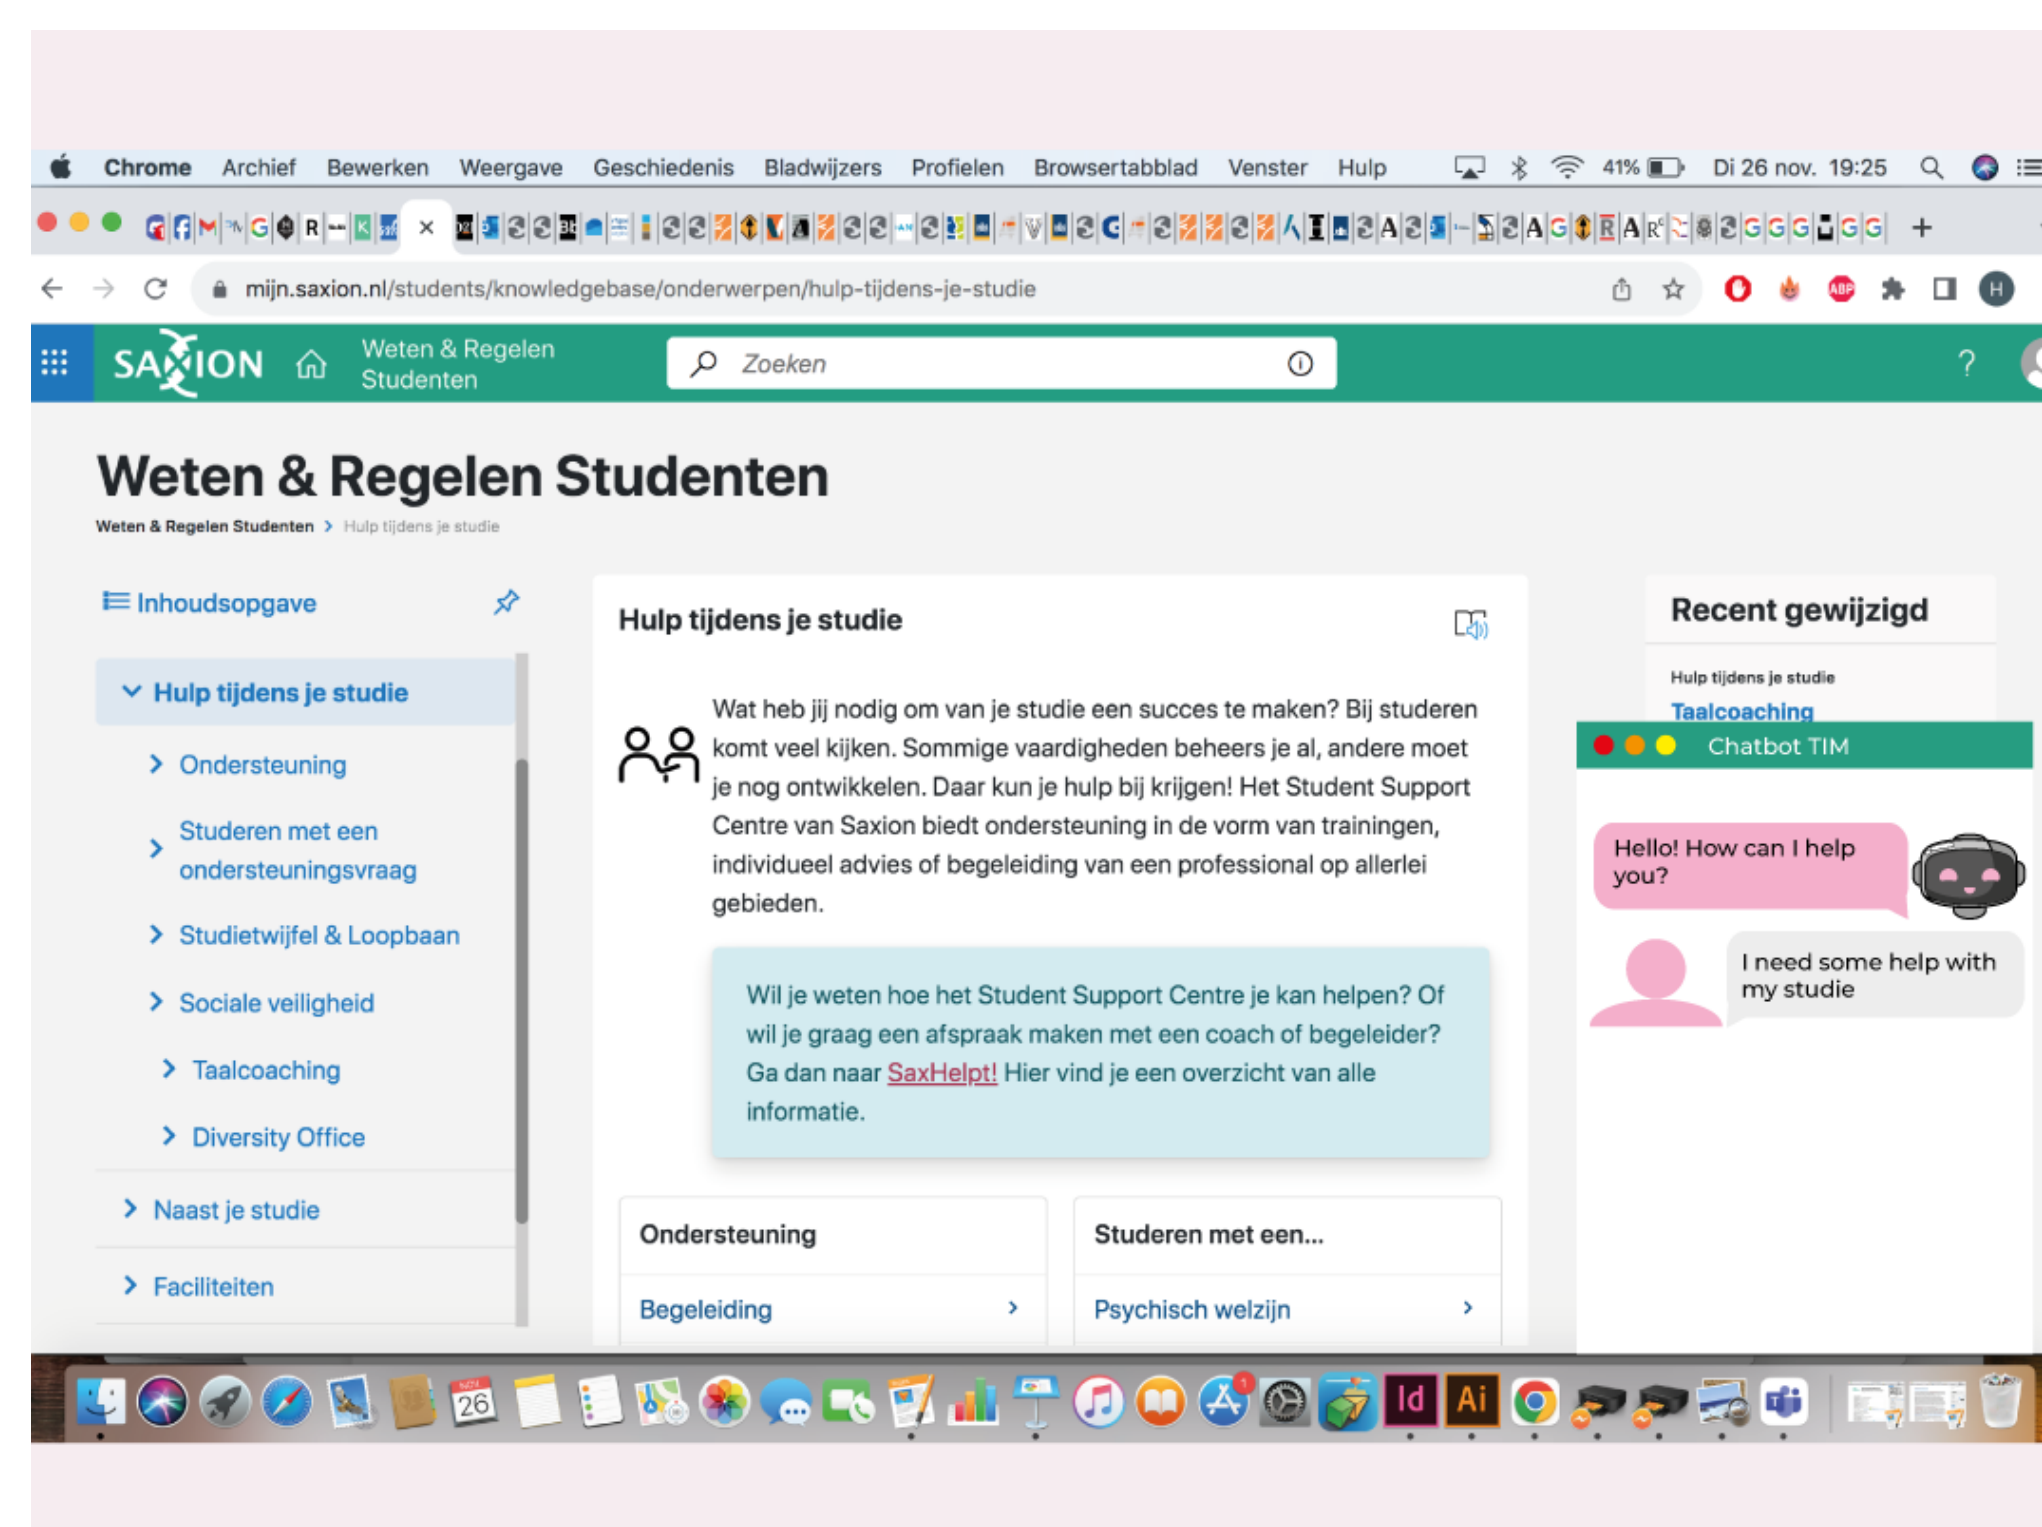 Chrome Archief Bewerken Weergave Geschiedenis Bladwijzers Profielen Browsertabblad Venster Hulp 41% Di 26 nov. 19:25
mijn.saxion.nl/students/knowledgebase/onderwerpen/hulp-tijdens-je-studie
ABP
H
SAXION
Weten & Regelen
Studenten
Zoeken
?
Weten & Regelen Studenten
Weten & Regelen Studenten > Hulp tijdens je studie
Inhoudsopgave
Hulp tijdens je studie
Ondersteuning
Studeren met een
ondersteuningsvraag
Studietwijfel & Loopbaan
Sociale veiligheid
Taalcoaching
Diversity Office
Naast je studie
Faciliteiten
Hulp tijdens je studie
Wat heb jij nodig om van je studie een succes te maken? Bij studeren
komt veel kijken. Sommige vaardigheden beheers je al, andere moet
je nog ontwikkelen. Daar kun je hulp bij krijgen! Het Student Support
Centre van Saxion biedt ondersteuning in de vorm van trainingen,
individueel advies of begeleiding van een professional op allerlei
gebieden.
Wil je weten hoe het Student Support Centre je kan helpen? Of
wil je graag een afspraak maken met een coach of begeleider?
Ga dan naar SaxHelpt! Hier vind je een overzicht van alle
informatie.
Ondersteuning
Begeleiding
Studeren met een...
Psychisch welzijn
Recent gewijzigd
Hulp tijdens je studie
Taalcoaching
Chatbot TIM
Hello! How can I help
you?
I need some help with
my studie
NOV
26
1
Id
Ai